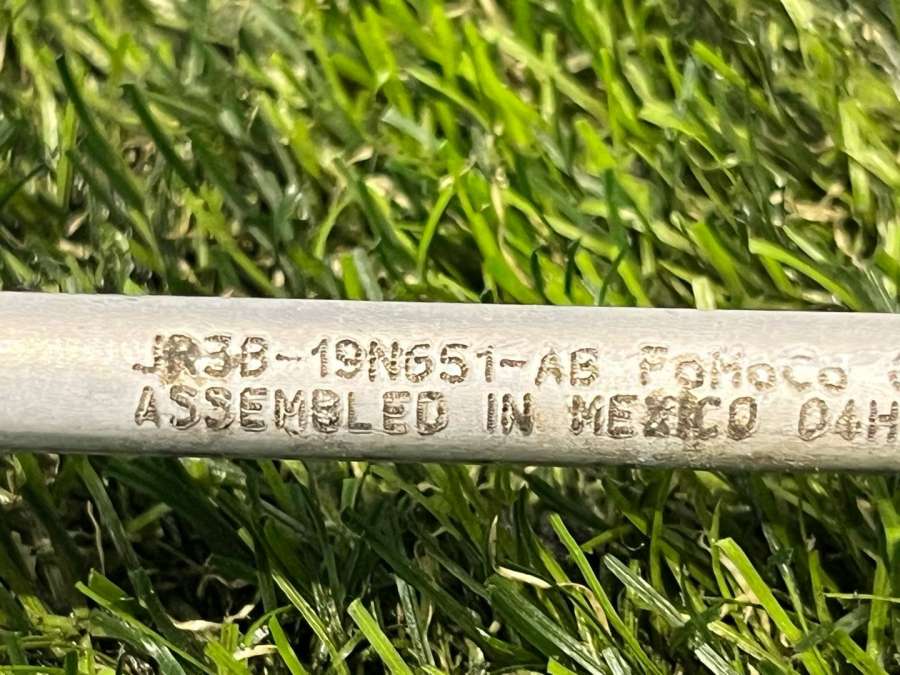 JR3B-19N651-AB FoMoCo
ASSEMBLED IN MEXICO 04H